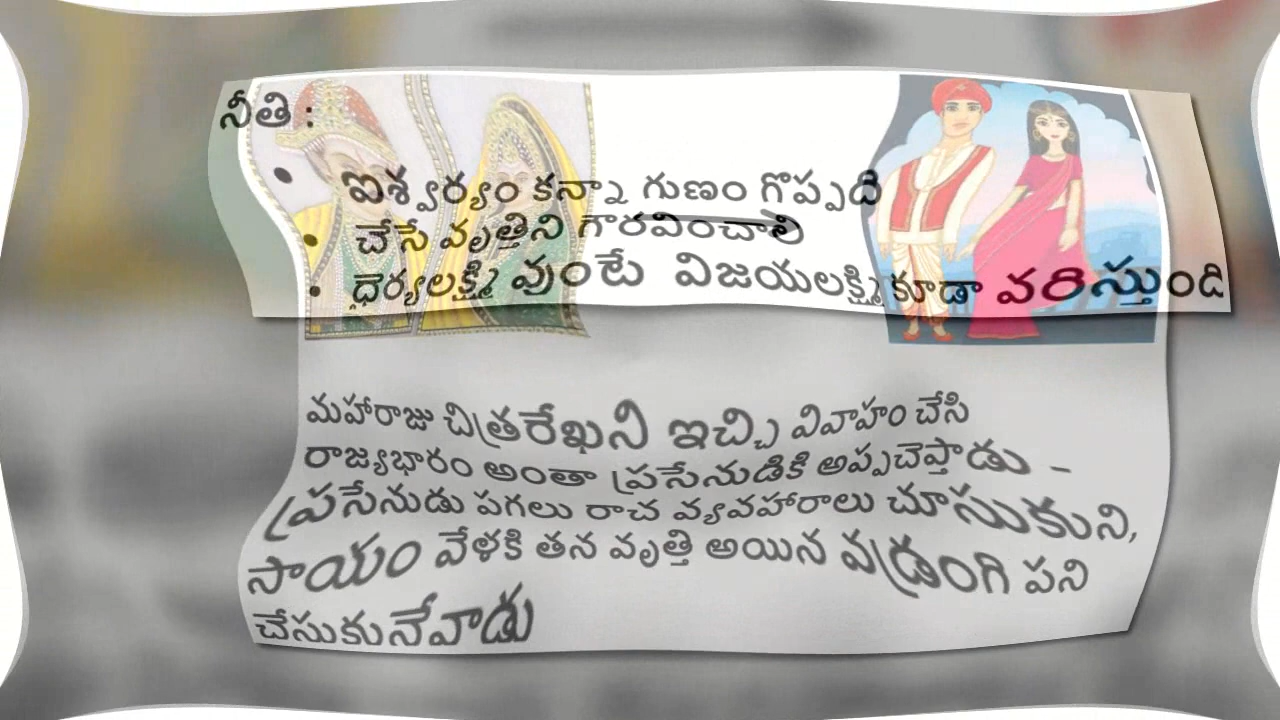 నీతి :
• ఐశ్వర్యం కన్నా గుణం గొప్పది
• చేసే వృత్తిని గౌరవించాలి
• ధైర్యలక్ష్మి వుంటే విజయలక్ష్మి కూడా వరిస్తుంది
మహారాజు చిత్రరేఖని ఇచ్చి వివాహం చేసి
రాజ్యభారం అంతా ప్రసేనుడికి అప్పచెప్తాడు –
ప్రసేనుడు పగలు రాచ వ్యవహారాలు చూసుకుని,
సాయం వేళకి తన వృత్తి అయిన వడ్రంగి పని
చేసుకునేవాడు